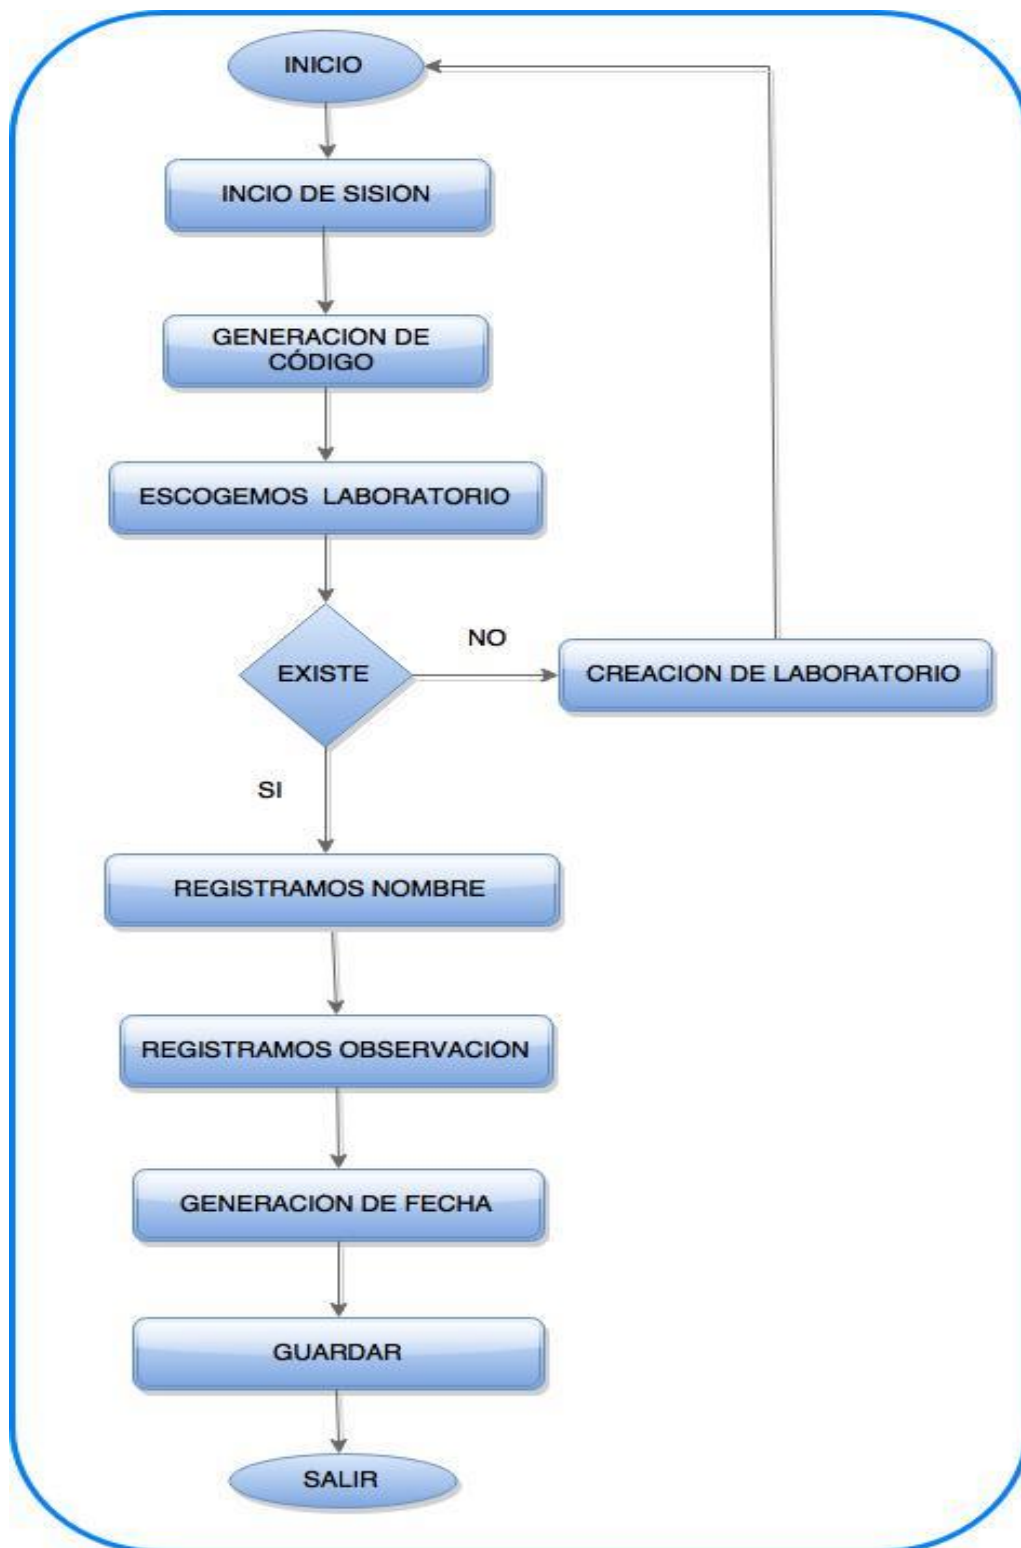 INICIO
INCIO DE SISION
GENERACION DE
CÓDIGO
ESCOGEMOS LABORATORIO
EXISTE
NO
CREACION DE LABORATORIO
SI
REGISTRAMOS NOMBRE
REGISTRAMOS OBSERVACION
GENERACION DE FECHA
GUARDAR
SALIR